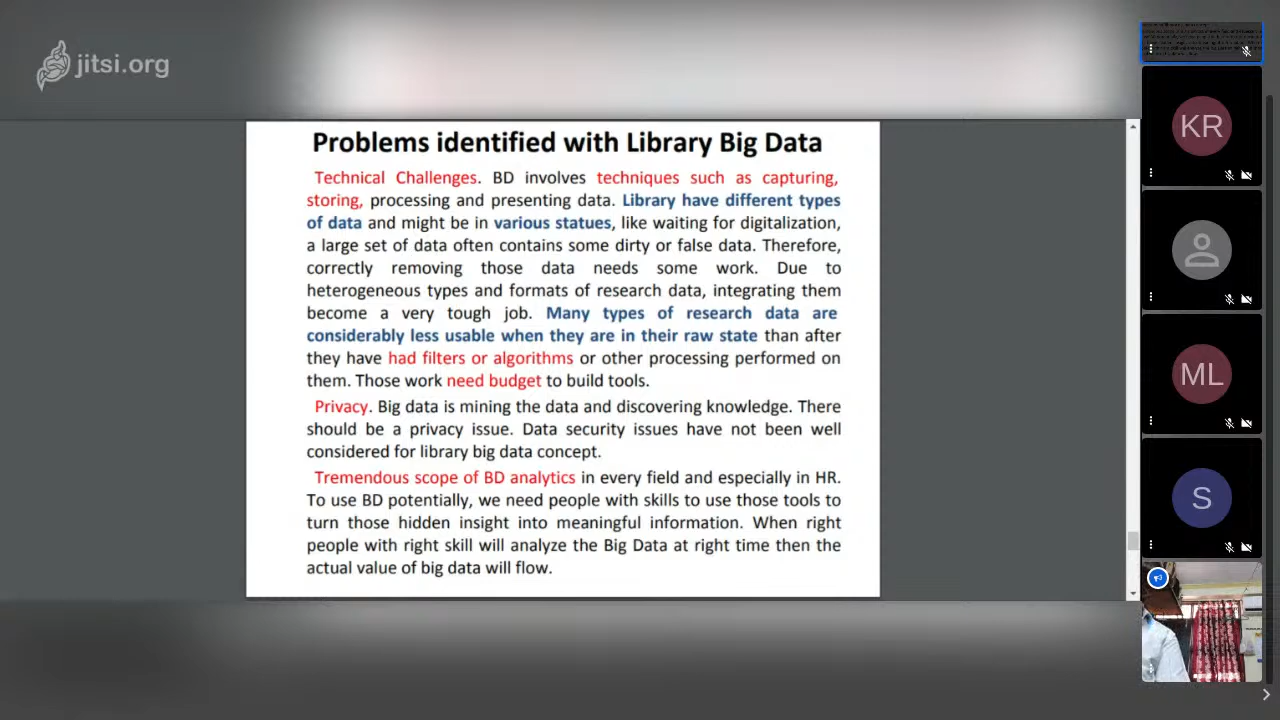 jitsi.org
Problems identified with Library Big Data
Technical Challenges. BD involves techniques such as capturing,
storing, processing and presenting data. Library have different types
of data and might be in various statues, like waiting for digitalization,
a large set of data often contains some dirty or false data. Therefore,
correctly removing those data needs some work. Due to
heterogeneous types and formats of research data, integrating them
become a very tough job. Many types of research data are
considerably less usable when they are in their raw state than after
they have had filters or algorithms or other processing performed on
them. Those work need budget to build tools.
Privacy. Big data is mining the data and discovering knowledge. There
should be a privacy issue. Data security issues have not been well
considered for library big data concept.
Tremendous scope of BD analytics in every field and especially in HR.
To use BD potentially, we need people with skills to use those tools to
turn those hidden insight into meaningful information. When right
people with right skill will analyze the Big Data at right time then the
actual value of big data will flow.
KR
ML
S